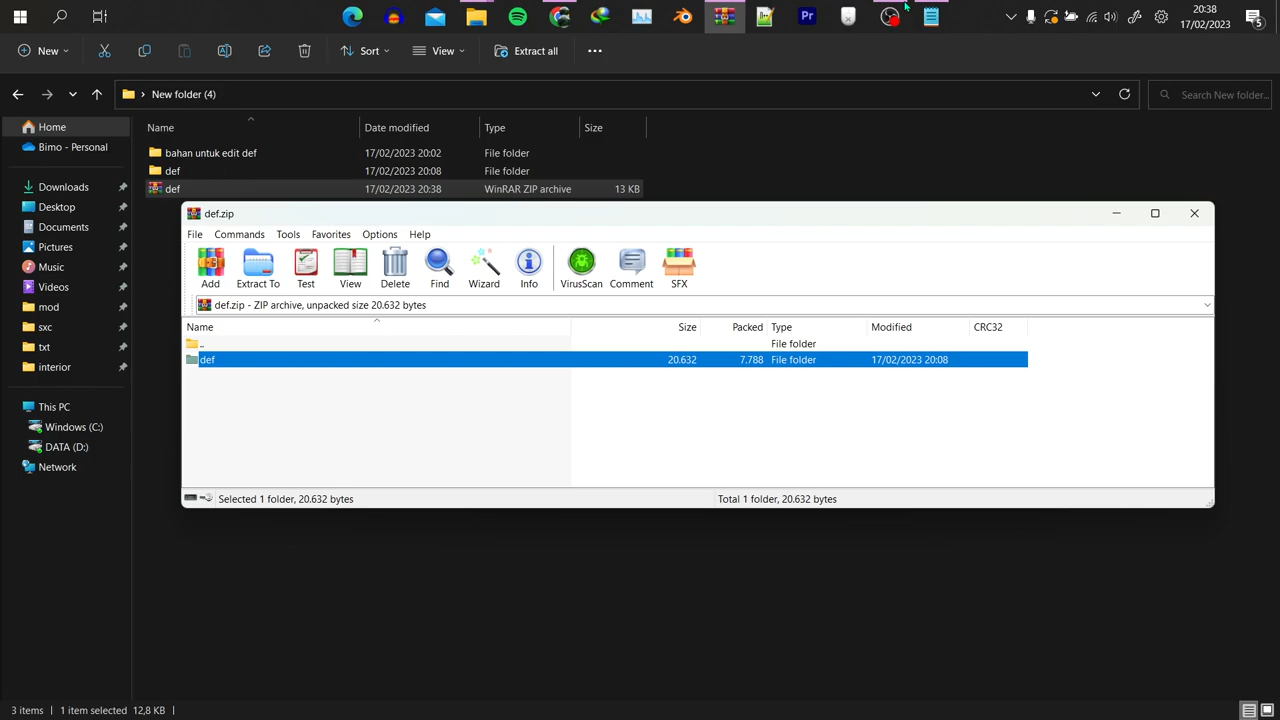 20:38
17/02/2023
5
New
Sort
View
Extract all
New folder (4)
Search New folder...
Name Date modified Type Size
Home
Bimo - Personal
bahan untuk edit def 17/02/2023 20:02 File folder
def 17/02/2023 20:08 File folder
def 17/02/2023 20:38 WinRAR ZIP archive 13 KB
Downloads
Desktop
Documents
Pictures
Music
Videos
mod
sxc
txt
interior
This PC
Windows (C:)
DATA (D:)
Network
def.zip
File Commands Tools Favorites Options Help
Add Extract To Test View Delete Find Wizard Info VirusScan Comment SFX
def.zip - ZIP archive, unpacked size 20.632 bytes
Name Size Packed Type Modified CRC32
.. File folder
def 20.632 7.788 File folder 17/02/2023 20:08
Selected 1 folder, 20.632 bytes
Total 1 folder, 20.632 bytes
3 items 1 item selected 12,8 KB